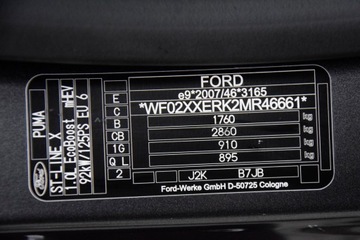 FORD
E e9*2007/46*3165
C *WF02XXERK2MR46661*
B 1760 kg
CB 2860 kg
1G 910 kg
Q L 895 kg
2 J2K B7JB
Ford-Werke GmbH D-50725 Cologne
PUMA
ST-LINE X
1.0L EcoBoost mHEV
92kW/125PS EU 6
Ford